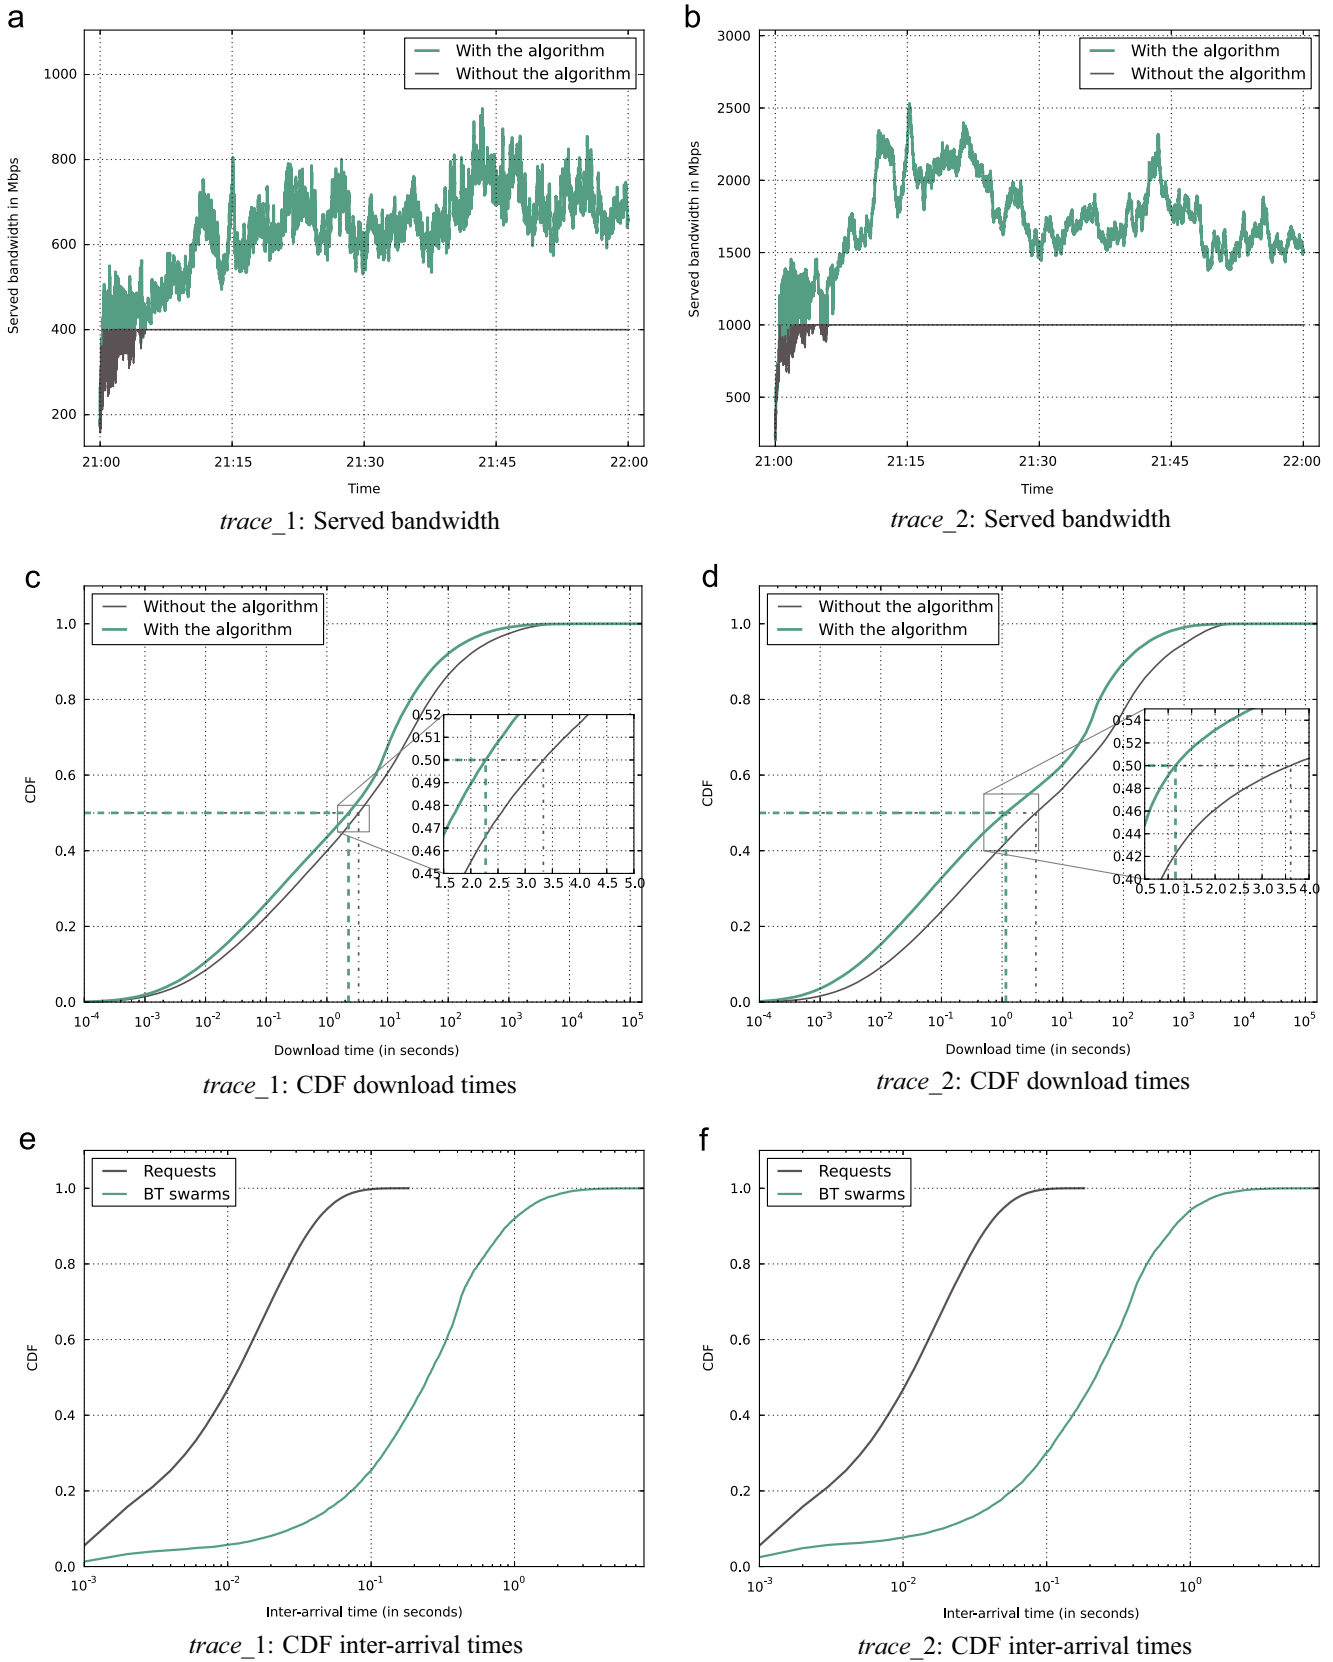 a
b
With the algorithm
Without the algorithm
1000
800
600
400
200
Served bandwidth in Mbps
21:00
21:15
21:30
21:45
22:00
Time
trace_1: Served bandwidth
With the algorithm
Without the algorithm
3000
2500
2000
1500
1000
500
Served bandwidth in Mbps
21:00
21:15
21:30
21:45
22:00
Time
trace_2: Served bandwidth
c
Without the algorithm
With the algorithm
1.0
0.8
0.6
0.4
0.2
0.0
CDF
0.52
0.51
0.50
0.49
0.48
0.47
0.46
0.45
1.5 2.0 2.5 3.0 3.5 4.0 4.5 5.0
10⁻⁴ 10⁻³ 10⁻² 10⁻¹ 10⁰ 10¹ 10² 10³ 10⁴ 10⁵
Download time (in seconds)
trace_1: CDF download times
d
Without the algorithm
With the algorithm
1.0
0.8
0.6
0.4
0.2
0.0
CDF
0.54
0.52
0.50
0.48
0.46
0.44
0.42
0.40
0.5 1.0 1.5 2.0 2.5 3.0 3.5 4.0
10⁻⁴ 10⁻³ 10⁻² 10⁻¹ 10⁰ 10¹ 10² 10³ 10⁴ 10⁵
Download time (in seconds)
trace_2: CDF download times
e
Requests
BT swarms
1.0
0.8
0.6
0.4
0.2
0.0
CDF
10⁻³ 10⁻² 10⁻¹ 10⁰
Inter-arrival time (in seconds)
trace_1: CDF inter-arrival times
f
Requests
BT swarms
1.0
0.8
0.6
0.4
0.2
0.0
CDF
10⁻³ 10⁻² 10⁻¹ 10⁰
Inter-arrival time (in seconds)
trace_2: CDF inter-arrival times